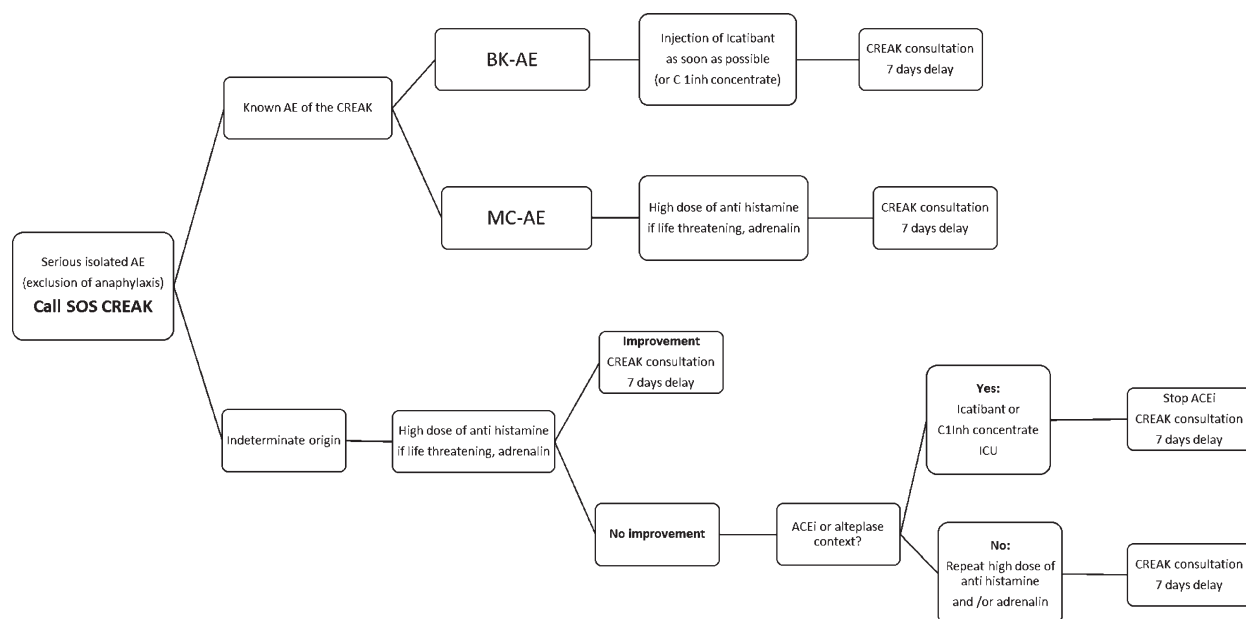 Serious isolated AE
(exclusion of anaphylaxis)
Call SOS CREAK
Known AE of the CREAK
BK-AE
Injection of Icatibant
as soon as possible
(or C 1inh concentrate)
CREAK consultation
7 days delay
MC-AE
High dose of anti histamine
if life threatening, adrenalin
CREAK consultation
7 days delay
Indeterminate origin
High dose of anti histamine
if life threatening, adrenalin
Improvement
CREAK consultation
7 days delay
No improvement
ACEi or alteplase
context?
Yes:
Icatibant or
C1Inh concentrate
ICU
Stop ACEi
CREAK consultation
7 days delay
No:
Repeat high dose of
anti histamine
and /or adrenalin
CREAK consultation
7 days delay